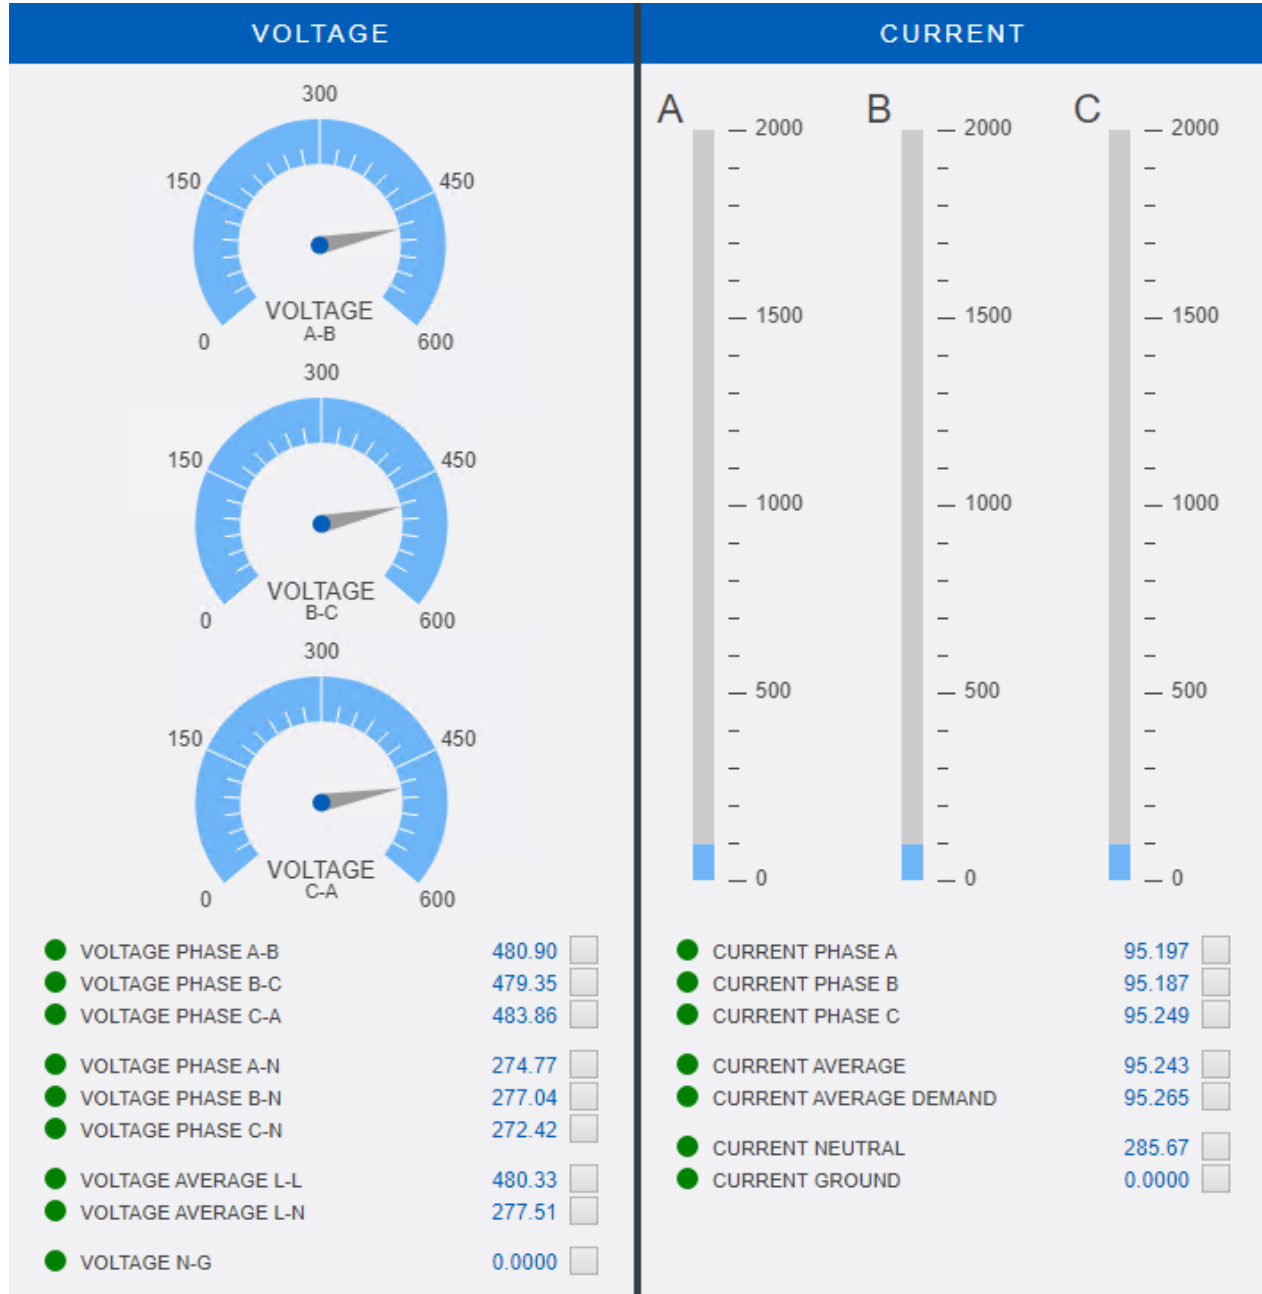 VOLTAGE
300
150
450
VOLTAGE
A-B
0
600
300
150
450
VOLTAGE
B-C
0
600
300
150
450
VOLTAGE
C-A
0
600
VOLTAGE PHASE A-B 480.90
VOLTAGE PHASE B-C 479.35
VOLTAGE PHASE C-A 483.86
VOLTAGE PHASE A-N 274.77
VOLTAGE PHASE B-N 277.04
VOLTAGE PHASE C-N 272.42
VOLTAGE AVERAGE L-L 480.33
VOLTAGE AVERAGE L-N 277.51
VOLTAGE N-G 0.0000
CURRENT
A B C
2000 2000 2000
1500 1500 1500
1000 1000 1000
500 500 500
0 0 0
CURRENT PHASE A 95.197
CURRENT PHASE B 95.187
CURRENT PHASE C 95.249
CURRENT AVERAGE 95.243
CURRENT AVERAGE DEMAND 95.265
CURRENT NEUTRAL 285.67
CURRENT GROUND 0.0000